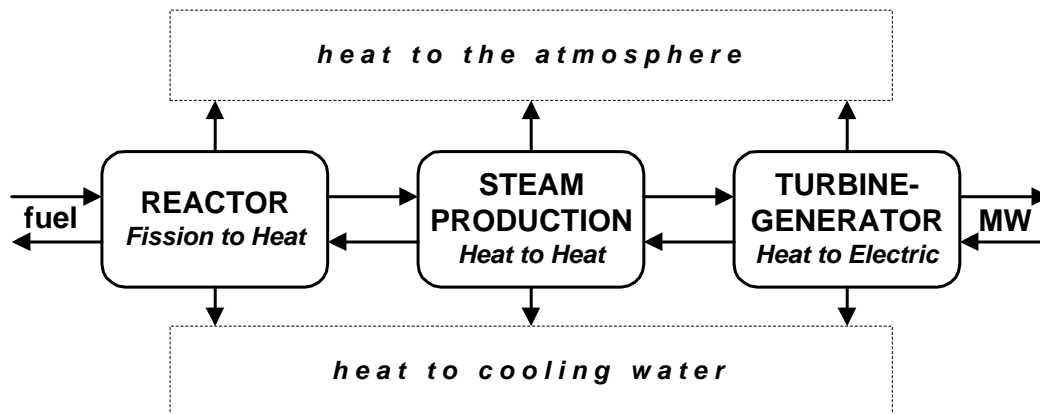 heat to the atmosphere
fuel
REACTOR
Fission to Heat
STEAM
PRODUCTION
Heat to Heat
TURBINE-
GENERATOR
Heat to Electric
MW
heat to cooling water